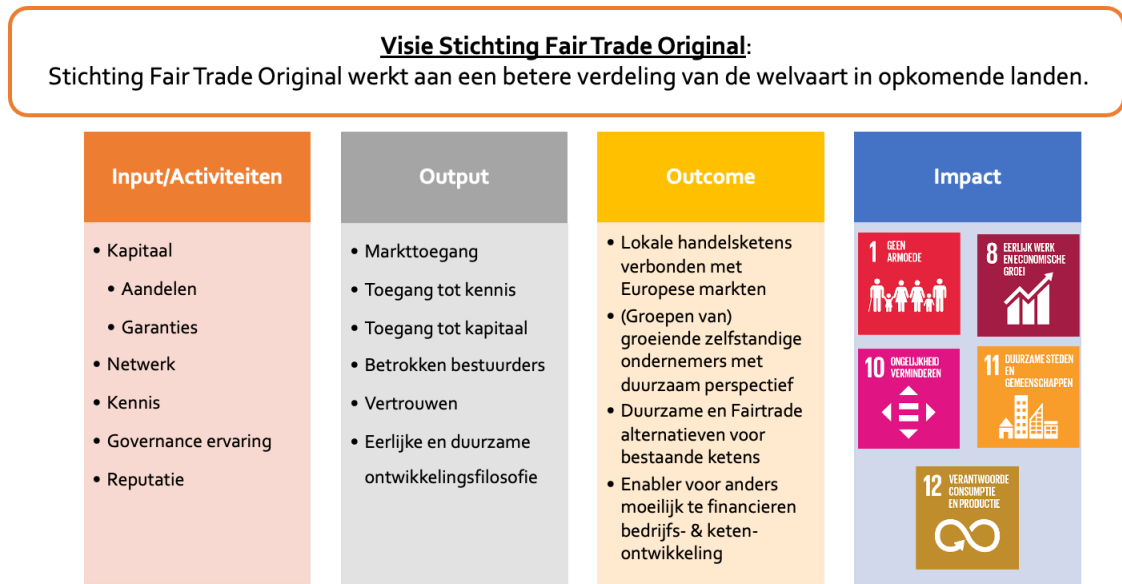 Visie Stichting Fair Trade Original:
Stichting Fair Trade Original werkt aan een betere verdeling van de welvaart in opkomende landen.
Input/Activiteiten
• Kapitaal
• Aandelen
• Garanties
• Netwerk
• Kennis
• Governance ervaring
• Reputatie
Output
• Markttoegang
• Toegang tot kennis
• Toegang tot kapitaal
• Betrokken bestuurders
• Vertrouwen
• Eerlijke en duurzame
ontwikkelingsfilosofie
Outcome
• Lokale handelsketens
verbonden met
Europese markten
• (Groepen van)
groeiende zelfstandige
ondernemers met
duurzaam perspectief
• Duurzame en Fairtrade
alternatieven voor
bestaande ketens
• Enabler voor anders
moeilijk te financieren
bedrijfs- & keten-
ontwikkeling
Impact
1 GEEN
ARMOEDE
8 EERLIJK WERK
EN ECONOMISCHE
GROEI
10 ONGELIJKHEID
VERMINDEREN
11 DUURZAME STEDEN
EN
GEMEENSCHAPPEN
12 VERANTWOORDE
CONSUMPTIE
EN PRODUCTIE